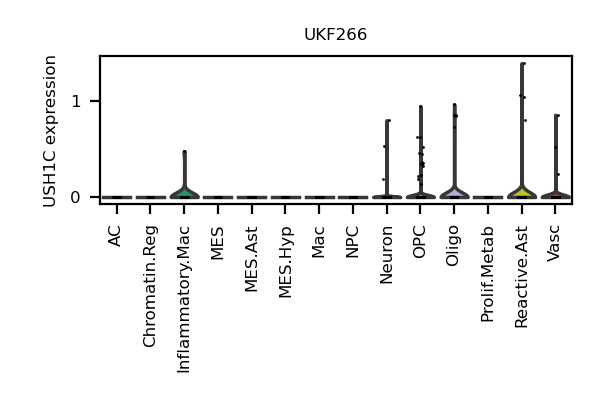 UKF266
USH1C expression
1
0
AC
Chromatin.Reg
Inflammatory.Mac
MES
MES.Ast
MES.Hyp
Mac
NPC
Neuron
OPC
Oligo
Prolif.Metab
Reactive.Ast
Vasc